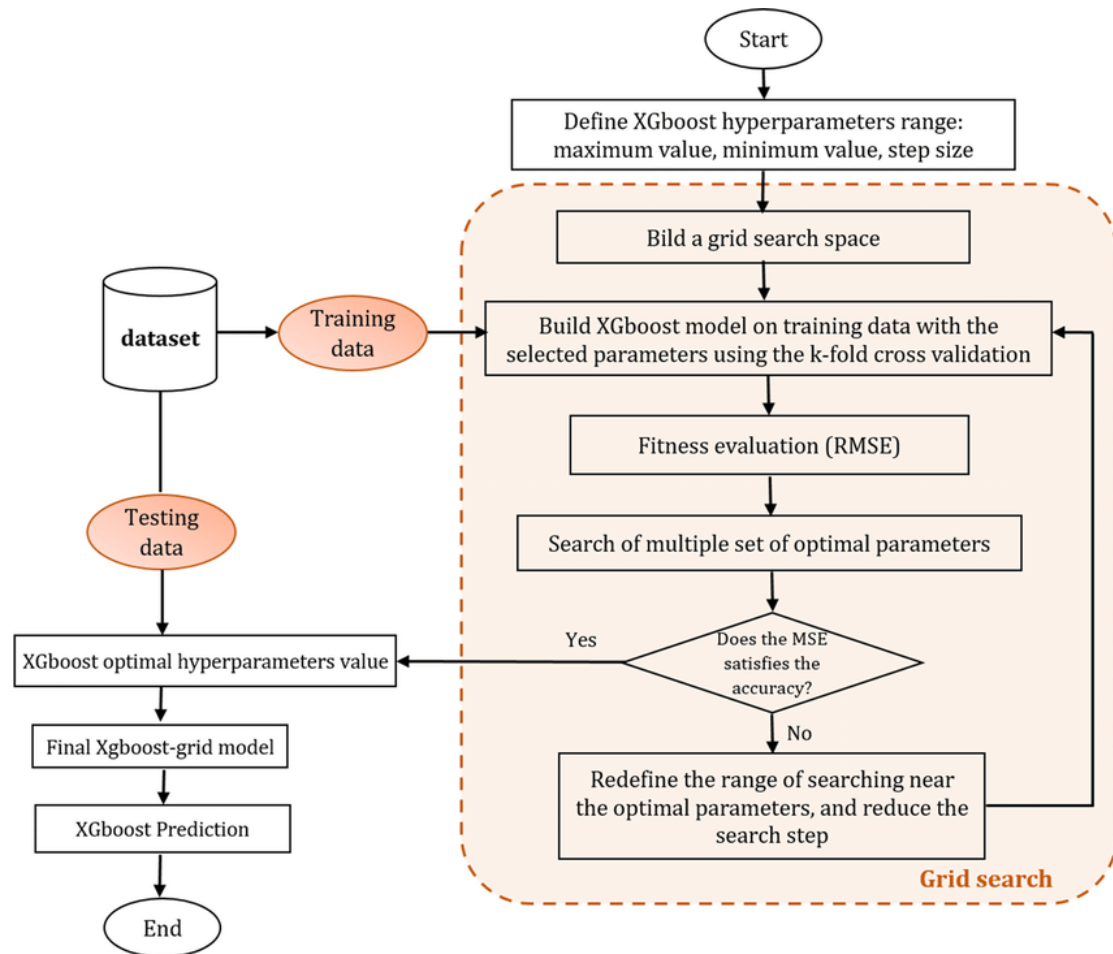 Start
Define XGboost hyperparameters range:
maximum value, minimum value, step size
Bild a grid search space
dataset
Training
data
Build XGboost model on training data with the
selected parameters using the k-fold cross validation
Fitness evaluation (RMSE)
Testing
data
Search of multiple set of optimal parameters
Does the MSE
satisfies the
accuracy?
Yes
No
XGboost optimal hyperparameters value
Final Xgboost-grid model
XGboost Prediction
End
Redefine the range of searching near
the optimal parameters, and reduce the
search step
Grid search